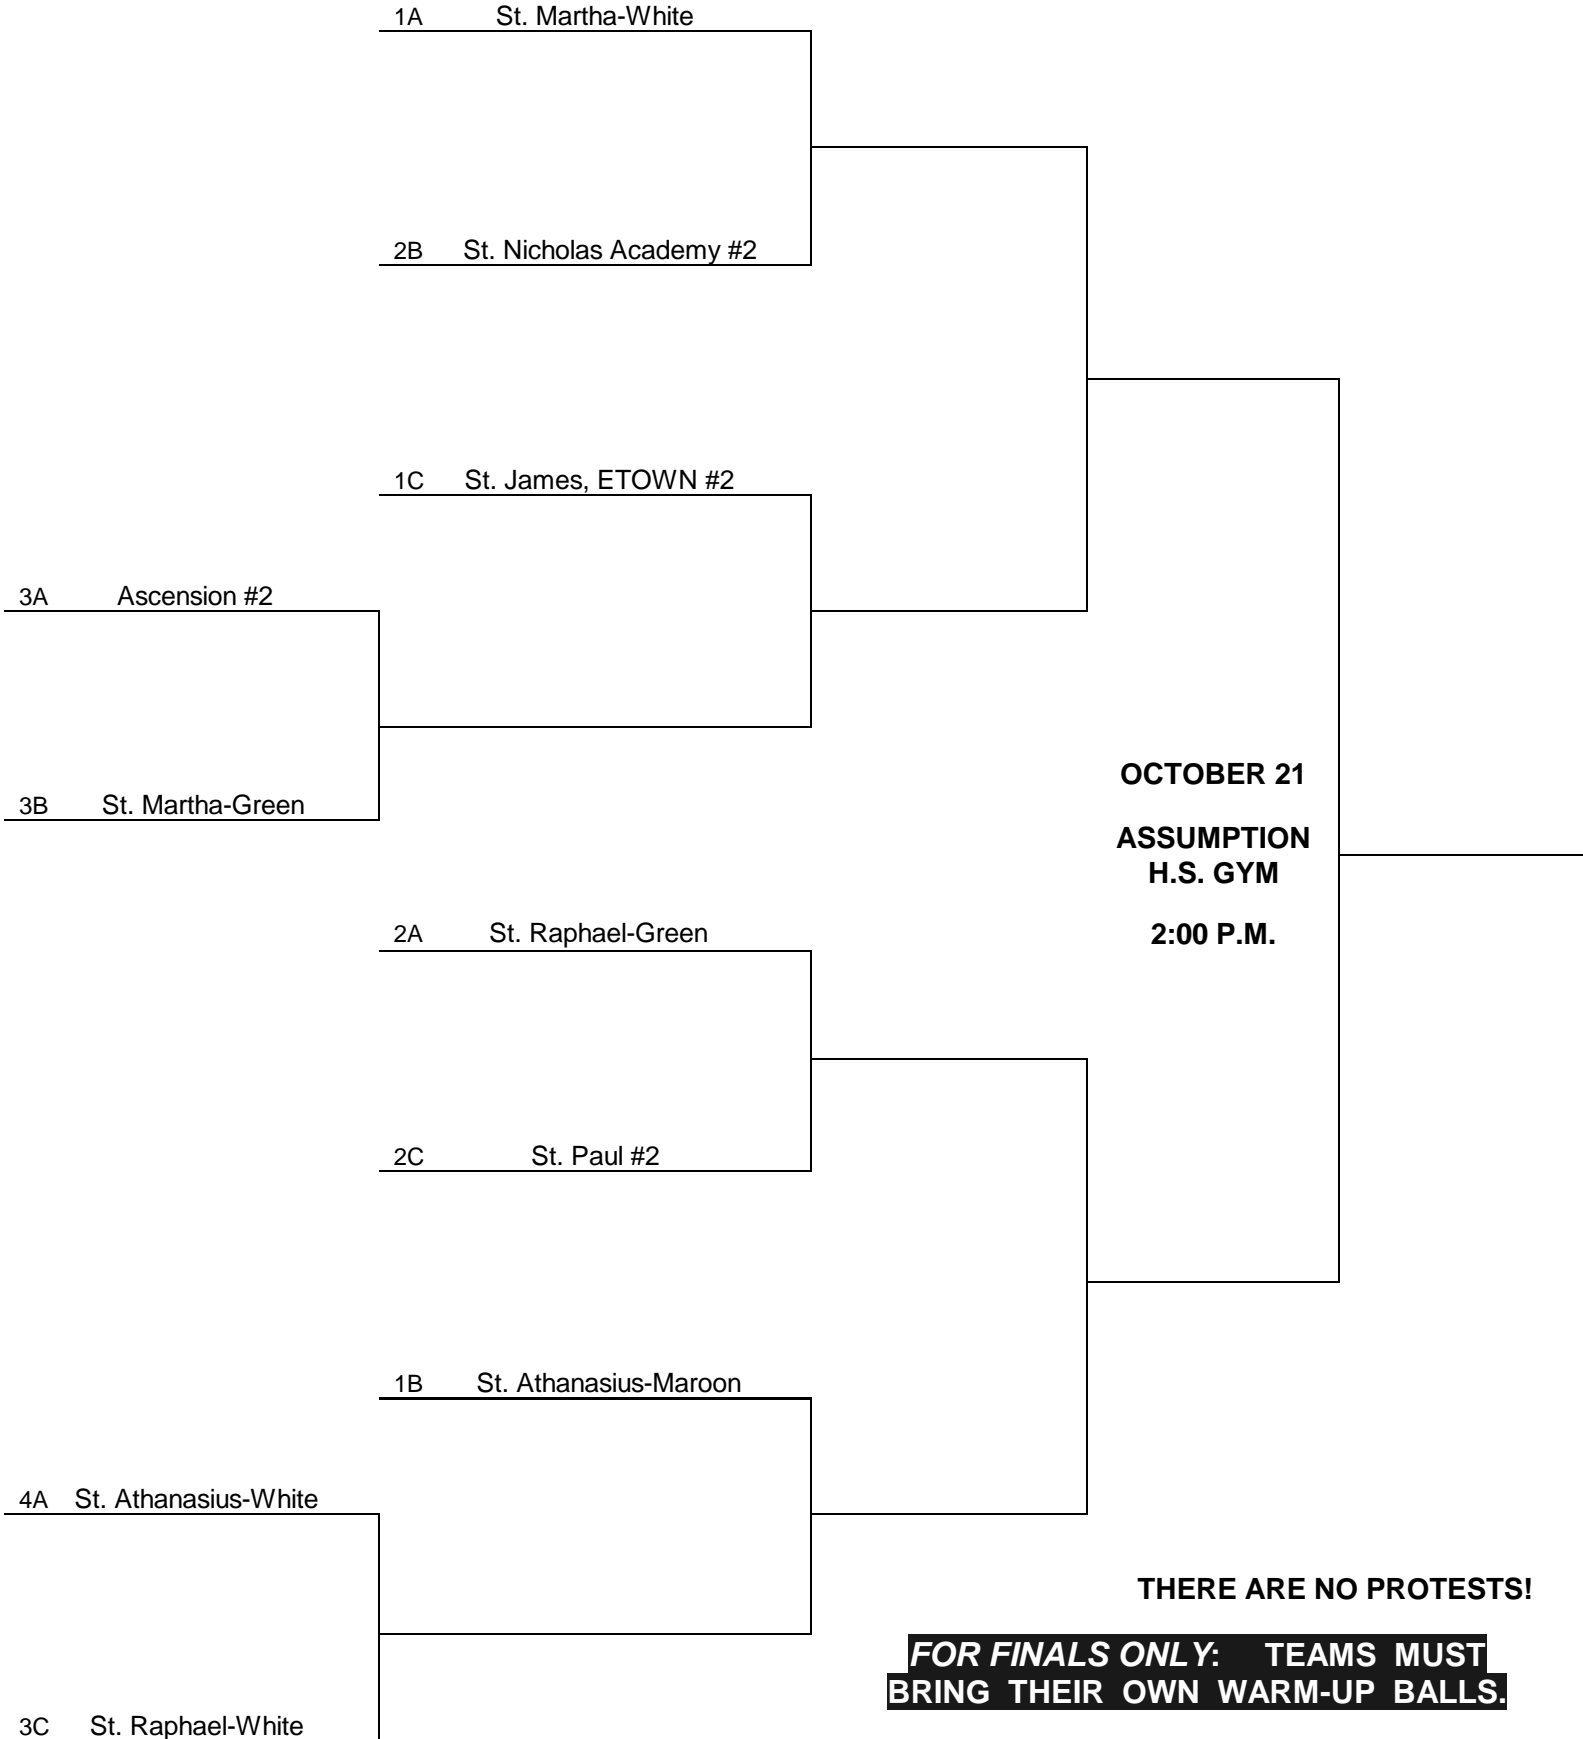 1A St. Martha-White
2B St. Nicholas Academy #2
1C St. James, ETOWN #2
3A Ascension #2
3B St. Martha-Green
OCTOBER 21
ASSUMPTION
H.S. GYM
2:00 P.M.
2A St. Raphael-Green
2C St. Paul #2
1B St. Athanasius-Maroon
4A St. Athanasius-White
3C St. Raphael-White
THERE ARE NO PROTESTS!
FOR FINALS ONLY: TEAMS MUST
BRING THEIR OWN WARM-UP BALLS.